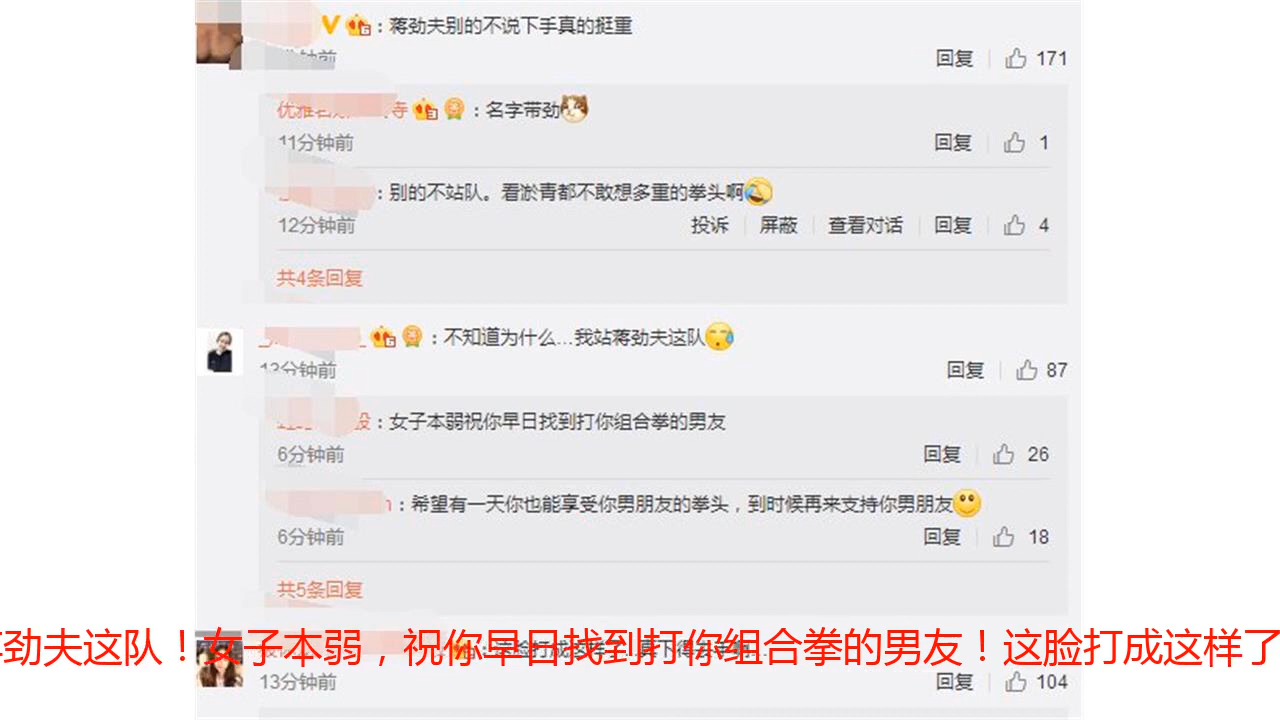 ：蒋劲夫别的不说下手真的挺重
回复 171
：名字带劲
11分钟前 回复 1
：别的不站队。看淤青都不敢想多重的拳头啊
12分钟前 投诉 屏蔽 查看对话 回复 4
共4条回复
：不知道为什么...我站蒋劲夫这队
13分钟前 回复 87
：女子本弱祝你早日找到打你组合拳的男友
6分钟前 回复 26
：希望有一天你也能享受你男朋友的拳头，到时候再来支持你男朋友
6分钟前 回复 18
共5条回复
劲夫这队！女子本弱，祝你早日找到打你组合拳的男友！这脸打成这样了
13分钟前 回复 104